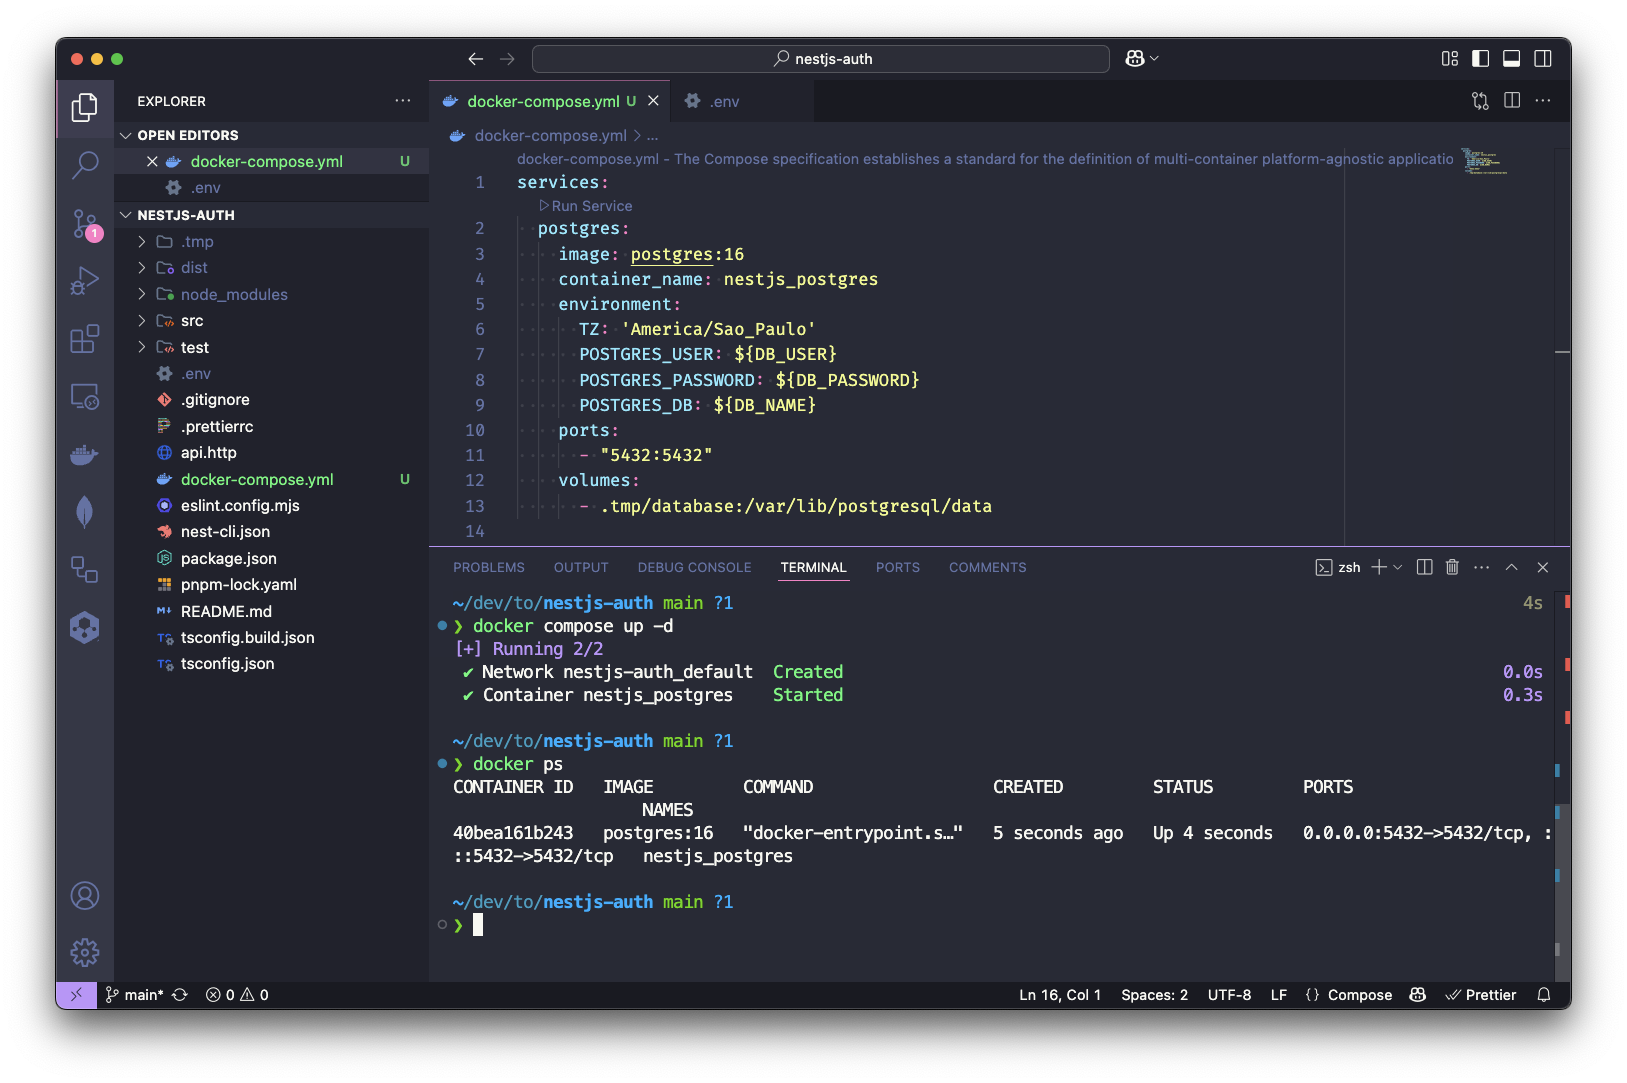 nestjs-auth
EXPLORER
OPEN EDITORS
docker-compose.yml U
.env
NESTJS-AUTH
.tmp
dist
node_modules
src
test
.env
.gitignore
.prettierrc
api.http
docker-compose.yml U
eslint.config.mjs
nest-cli.json
package.json
pnpm-lock.yaml
README.md
tsconfig.build.json
tsconfig.json
1
docker-compose.yml U
.env
docker-compose.yml > ...
docker-compose.yml - The Compose specification establishes a standard for the definition of multi-container platform-agnostic applicatio
1 services:
Run Service
2 postgres:
3 image: postgres:16
4 container_name: nestjs_postgres
5 environment:
6 TZ: 'America/Sao_Paulo'
7 POSTGRES_USER: ${DB_USER}
8 POSTGRES_PASSWORD: ${DB_PASSWORD}
9 POSTGRES_DB: ${DB_NAME}
10 ports:
11 - "5432:5432"
12 volumes:
13 - .tmp/database:/var/lib/postgresql/data
14
PROBLEMS OUTPUT DEBUG CONSOLE TERMINAL PORTS COMMENTS
zsh
~/dev/to/nestjs-auth main ?1 4s
❯ docker compose up -d
[+] Running 2/2
✔ Network nestjs-auth_default Created 0.0s
✔ Container nestjs_postgres Started 0.3s
~/dev/to/nestjs-auth main ?1
❯ docker ps
CONTAINER ID IMAGE COMMAND CREATED STATUS PORTS
NAMES
40bea161b243 postgres:16 "docker-entrypoint.s…" 5 seconds ago Up 4 seconds 0.0.0.0:5432->5432/tcp, :
::5432->5432/tcp nestjs_postgres
~/dev/to/nestjs-auth main ?1
❯
main* 0 0 Ln 16, Col 1 Spaces: 2 UTF-8 LF {} Compose Prettier